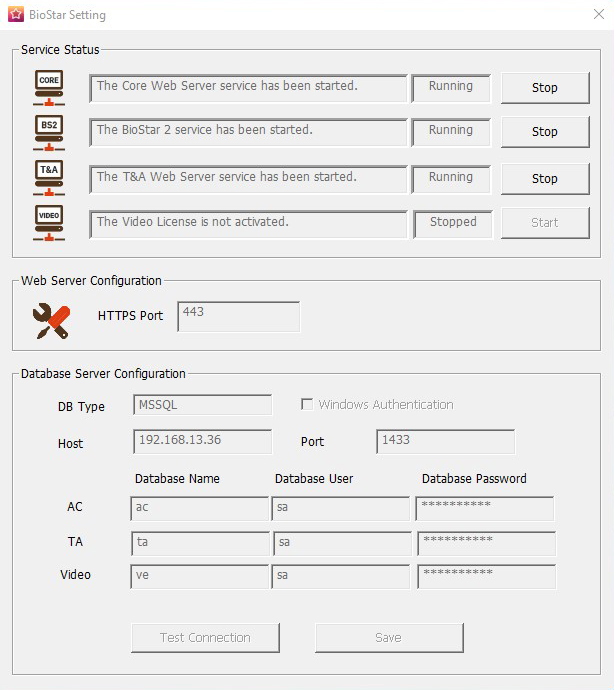 BioStar Setting
Service Status
CORE The Core Web Server service has been started. Running Stop
BS2 The BioStar 2 service has been started. Running Stop
T&A The T&A Web Server service has been started. Running Stop
VIDEO The Video License is not activated. Stopped Start
Web Server Configuration
HTTPS Port 443
Database Server Configuration
DB Type MSSQL Windows Authentication
Host 192.168.13.36 Port 1433
Database Name Database User Database Password
AC ac sa **********
TA ta sa **********
Video ve sa **********
Test Connection Save